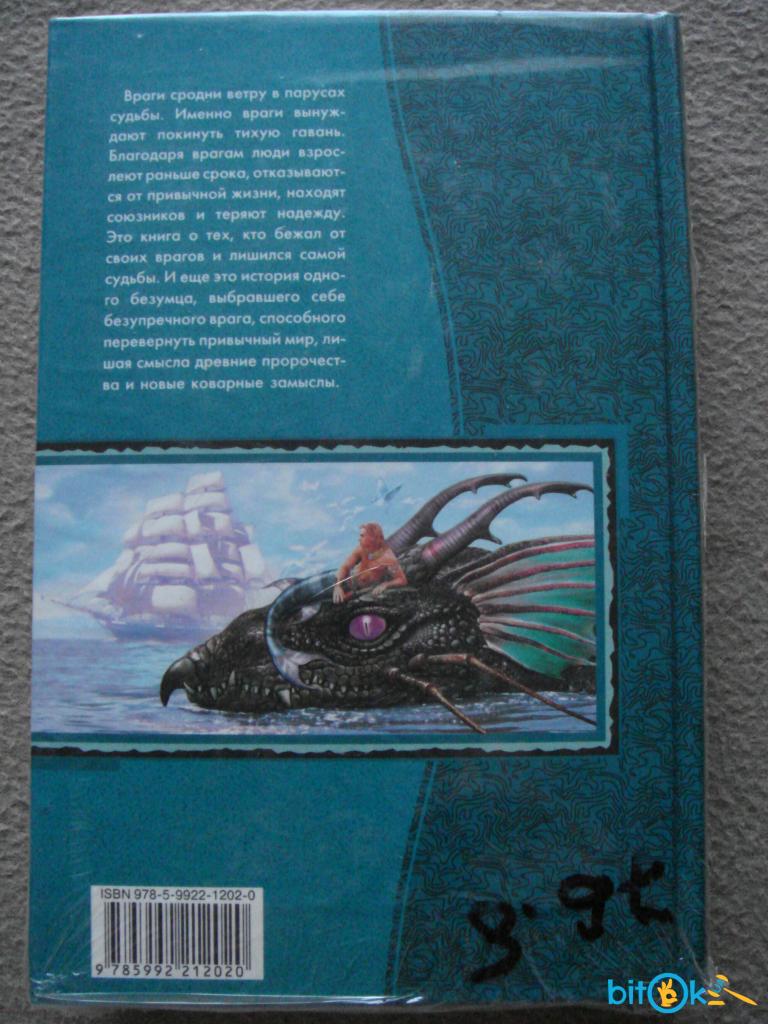 Враги сродни ветру в парусах
судьбы. Именно враги вынуж-
дают покинуть тихую гавань.
Благодаря врагам люди взрос-
леют раньше срока, отказывают-
ся от привычной жизни, находят
союзников и теряют надежду.
Это книга о тех, кто бежал от
своих врагов и лишился самой
судьбы. И еще это история одно-
го безумца, выбравшего себе
безупречного врага, способного
перевернуть привычный мир, ли-
шая смысла древние пророчест-
ва и новые коварные замыслы.
ISBN 978-5-9922-1202-0
9 785992 212020
bitok